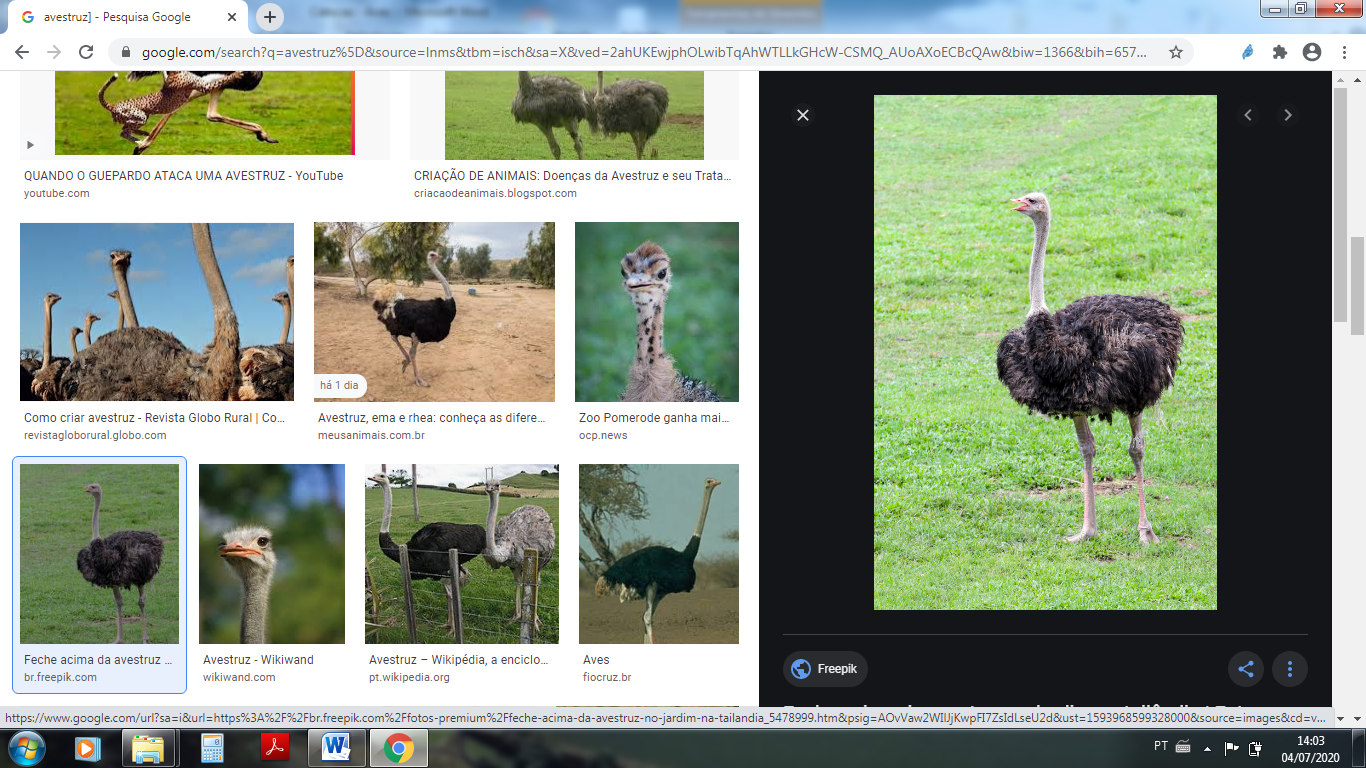 avestruz] - Pesquisa Google
google.com/search?q=avestruz%5D&source=lnms&tbm=isch&sa=X&ved=2ahUKEwjphOLwibTqAhWTLLkGHcW-CSMQ_AUoAXoECBcQAw&biw=1366&bih=657...
QUANDO O GUEPARDO ATACA UMA AVESTRUZ - YouTube
youtube.com
CRIAÇÃO DE ANIMAIS: Doenças da Avestruz e seu Trata...
criacaodeanimais.blogspot.com
há 1 dia
Como criar avestruz - Revista Globo Rural | Co...
revistagloborural.globo.com
Avestruz, ema e rhea: conheça as difere...
meusanimais.com.br
Zoo Pomerode ganha mai...
ocp.news
Feche acima da avestruz ...
br.freepik.com
Avestruz - Wikiwand
wikiwand.com
Avestruz – Wikipédia, a enciclo...
pt.wikipedia.org
Aves
fiocruz.br
Freepik
https://www.google.com/url?sa=i&url=https%3A%2F%2Fbr.freepik.com%2Ffotos-premium%2Ffeche-acima-da-avestruz-no-jardim-na-tailandia_5478999.htm&psig=AOvVaw2WIlJjKwpFI7ZsIdLseU2d&ust=1593968599328000&source=images&cd=v...
PT
14:03
04/07/2020